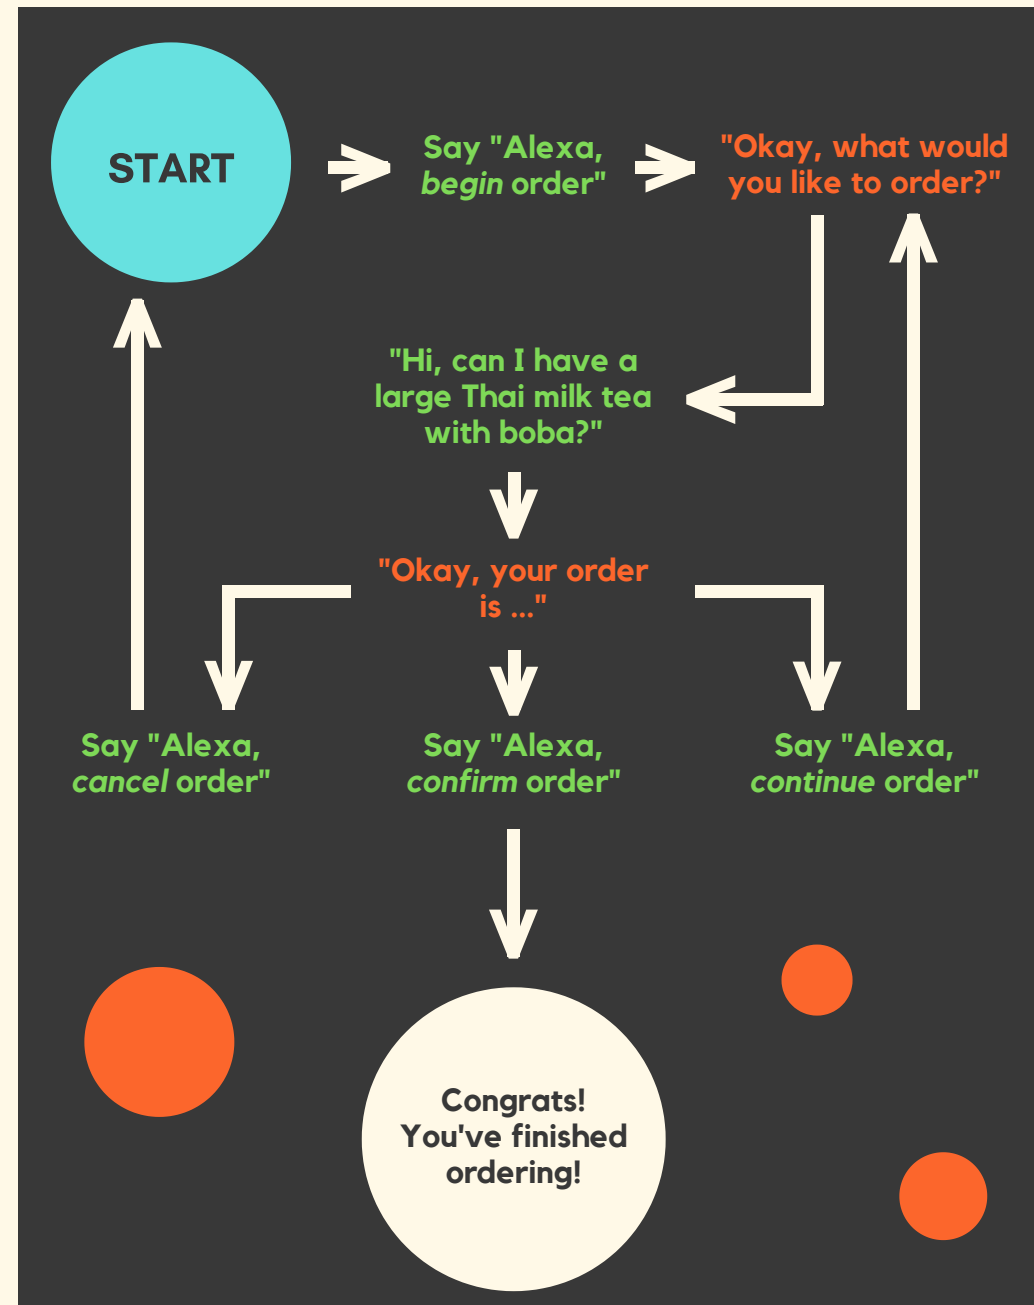 START
Say "Alexa,
begin order"
"Okay, what would
you like to order?"
"Hi, can I have a
large Thai milk tea
with boba?"
"Okay, your order
is ..."
Say "Alexa,
cancel order"
Say "Alexa,
confirm order"
Say "Alexa,
continue order"
Congrats!
You've finished
ordering!